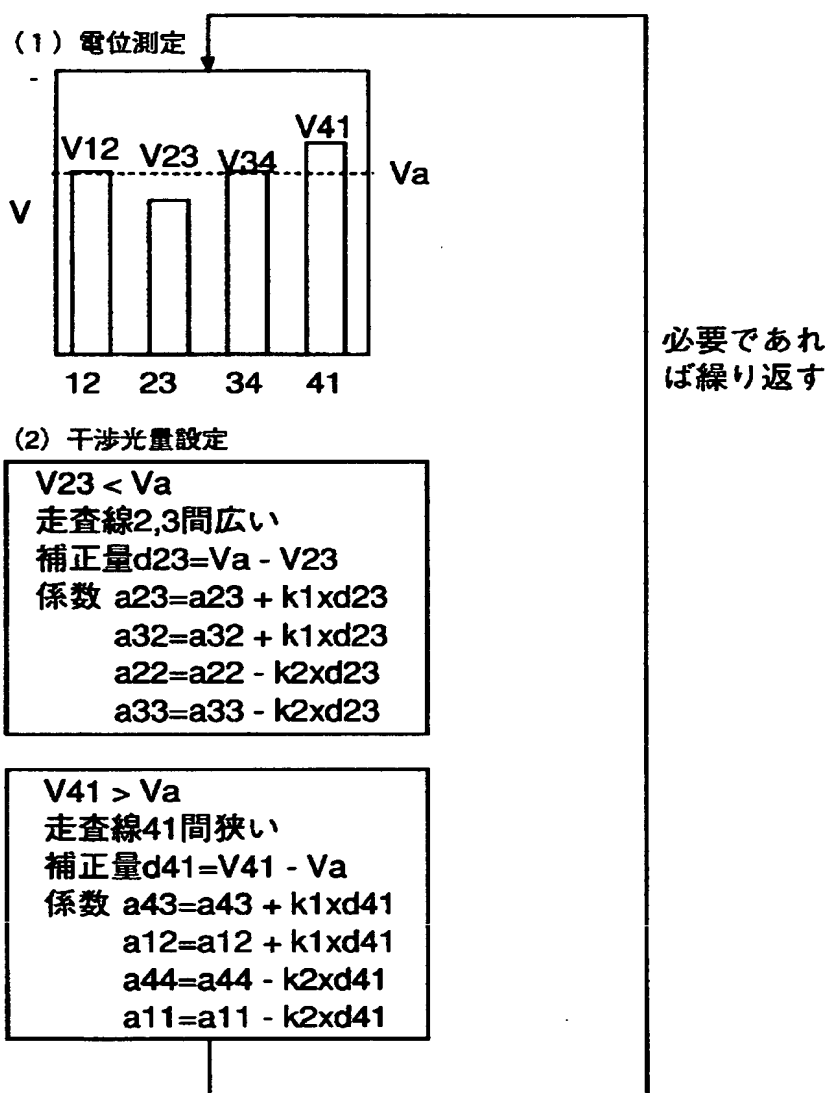 (1) 電位測定
V41
V12 V23 V34
Va
V
12 23 34 41
必要であれ
ば繰り返す
(2) 干渉光量設定
V23 < Va
走査線2,3間広い
補正量d23=Va - V23
係数 a23=a23 + k1xd23
a32=a32 + k1xd23
a22=a22 - k2xd23
a33=a33 - k2xd23
V41 > Va
走査線41間狭い
補正量d41=V41 - Va
係数 a43=a43 + k1xd41
a12=a12 + k1xd41
a44=a44 - k2xd41
a11=a11 - k2xd41